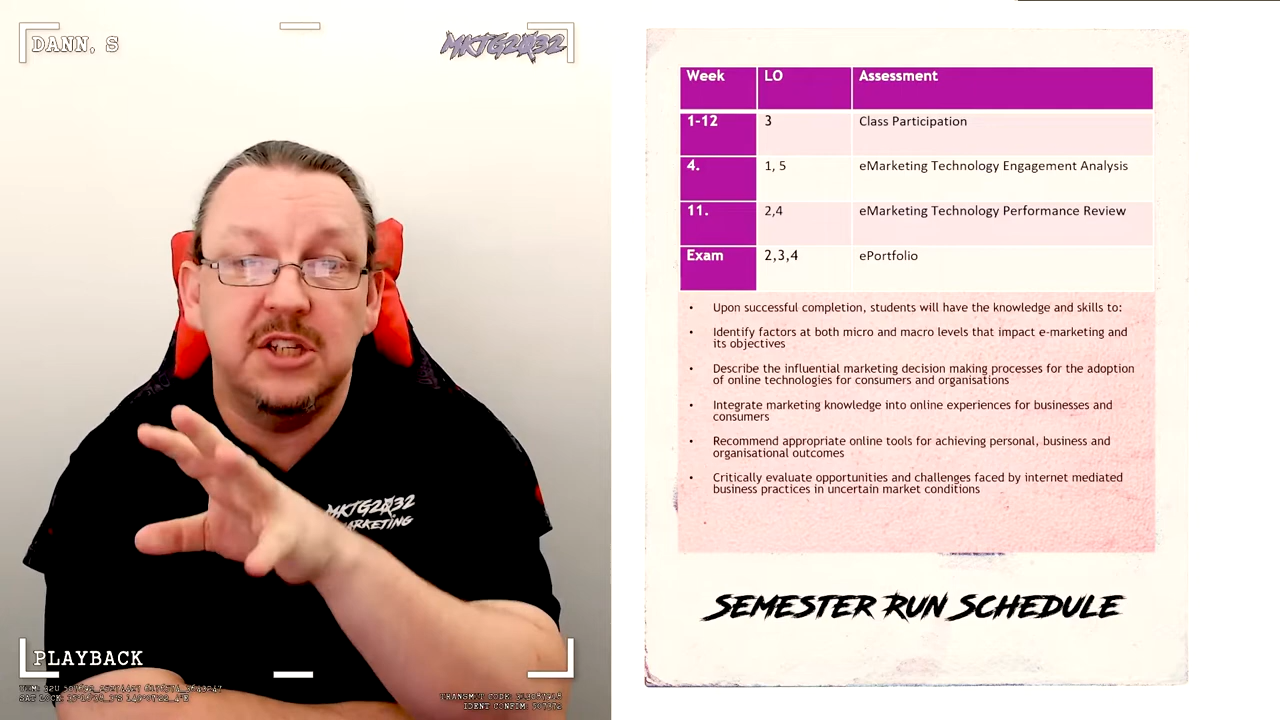 DANN, S
MKTG2032
MKTG2032
MARKETING
PLAYBACK
TRANSMIT CODE:
IDENT CONFIM: 507972
Week LO Assessment
1-12 3 Class Participation
4. 1, 5 eMarketing Technology Engagement Analysis
11. 2,4 eMarketing Technology Performance Review
Exam 2,3,4 ePortfolio
• Upon successful completion, students will have the knowledge and skills to:
• Identify factors at both micro and macro levels that impact e-marketing and
its objectives
• Describe the influential marketing decision making processes for the adoption
of online technologies for consumers and organisations
• Integrate marketing knowledge into online experiences for businesses and
consumers
• Recommend appropriate online tools for achieving personal, business and
organisational outcomes
• Critically evaluate opportunities and challenges faced by internet mediated
business practices in uncertain market conditions
SEMESTER RUN SCHEDULE